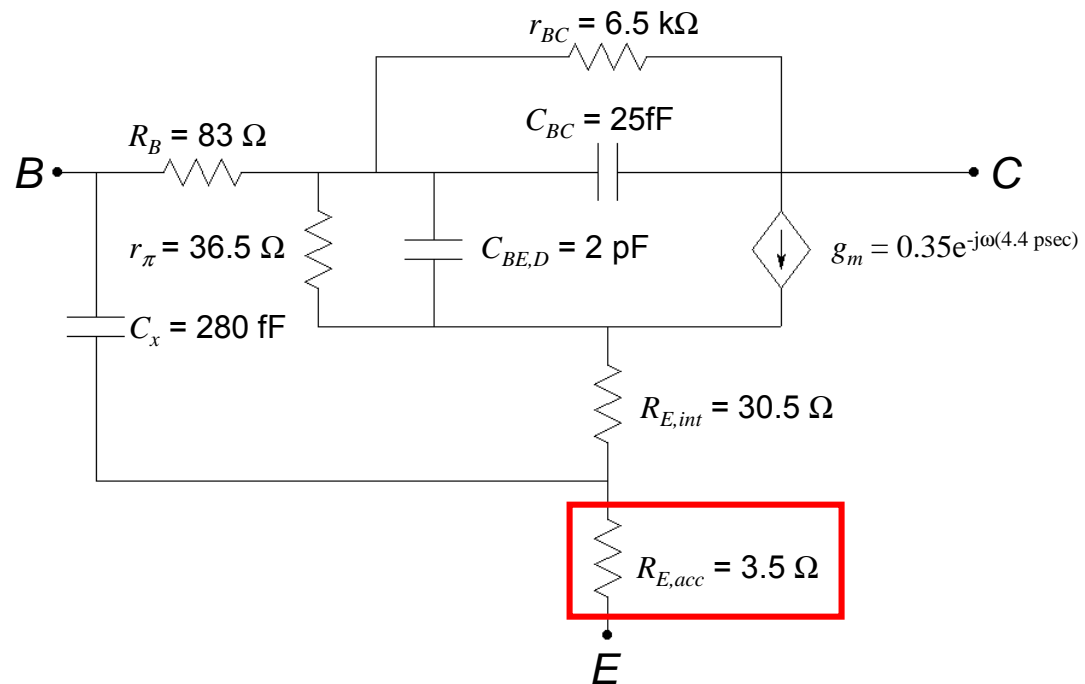 r_BC = 6.5 kΩ
C_BC = 25fF
R_B = 83 Ω
B
C
r_π = 36.5 Ω
C_BE,D = 2 pF
g_m = 0.35e^-jω(4.4 psec)
C_x = 280 fF
R_E,int = 30.5 Ω
R_E,acc = 3.5 Ω
E